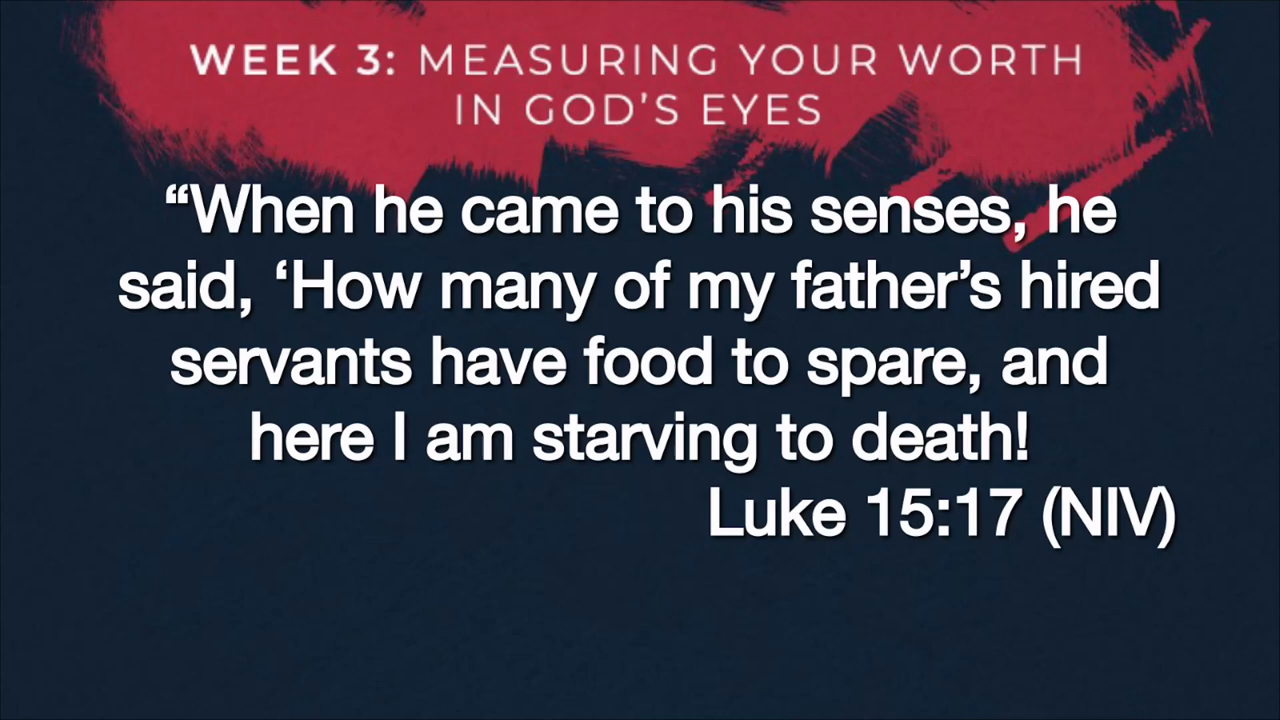 WEEK 3: MEASURING YOUR WORTH
IN GOD’S EYES
“When he came to his senses, he
said, ‘How many of my father’s hired
servants have food to spare, and
here I am starving to death!
Luke 15:17 (NIV)